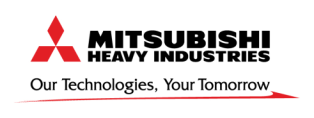 MITSUBISHI
HEAVY INDUSTRIES
Our Technologies, Your Tomorrow